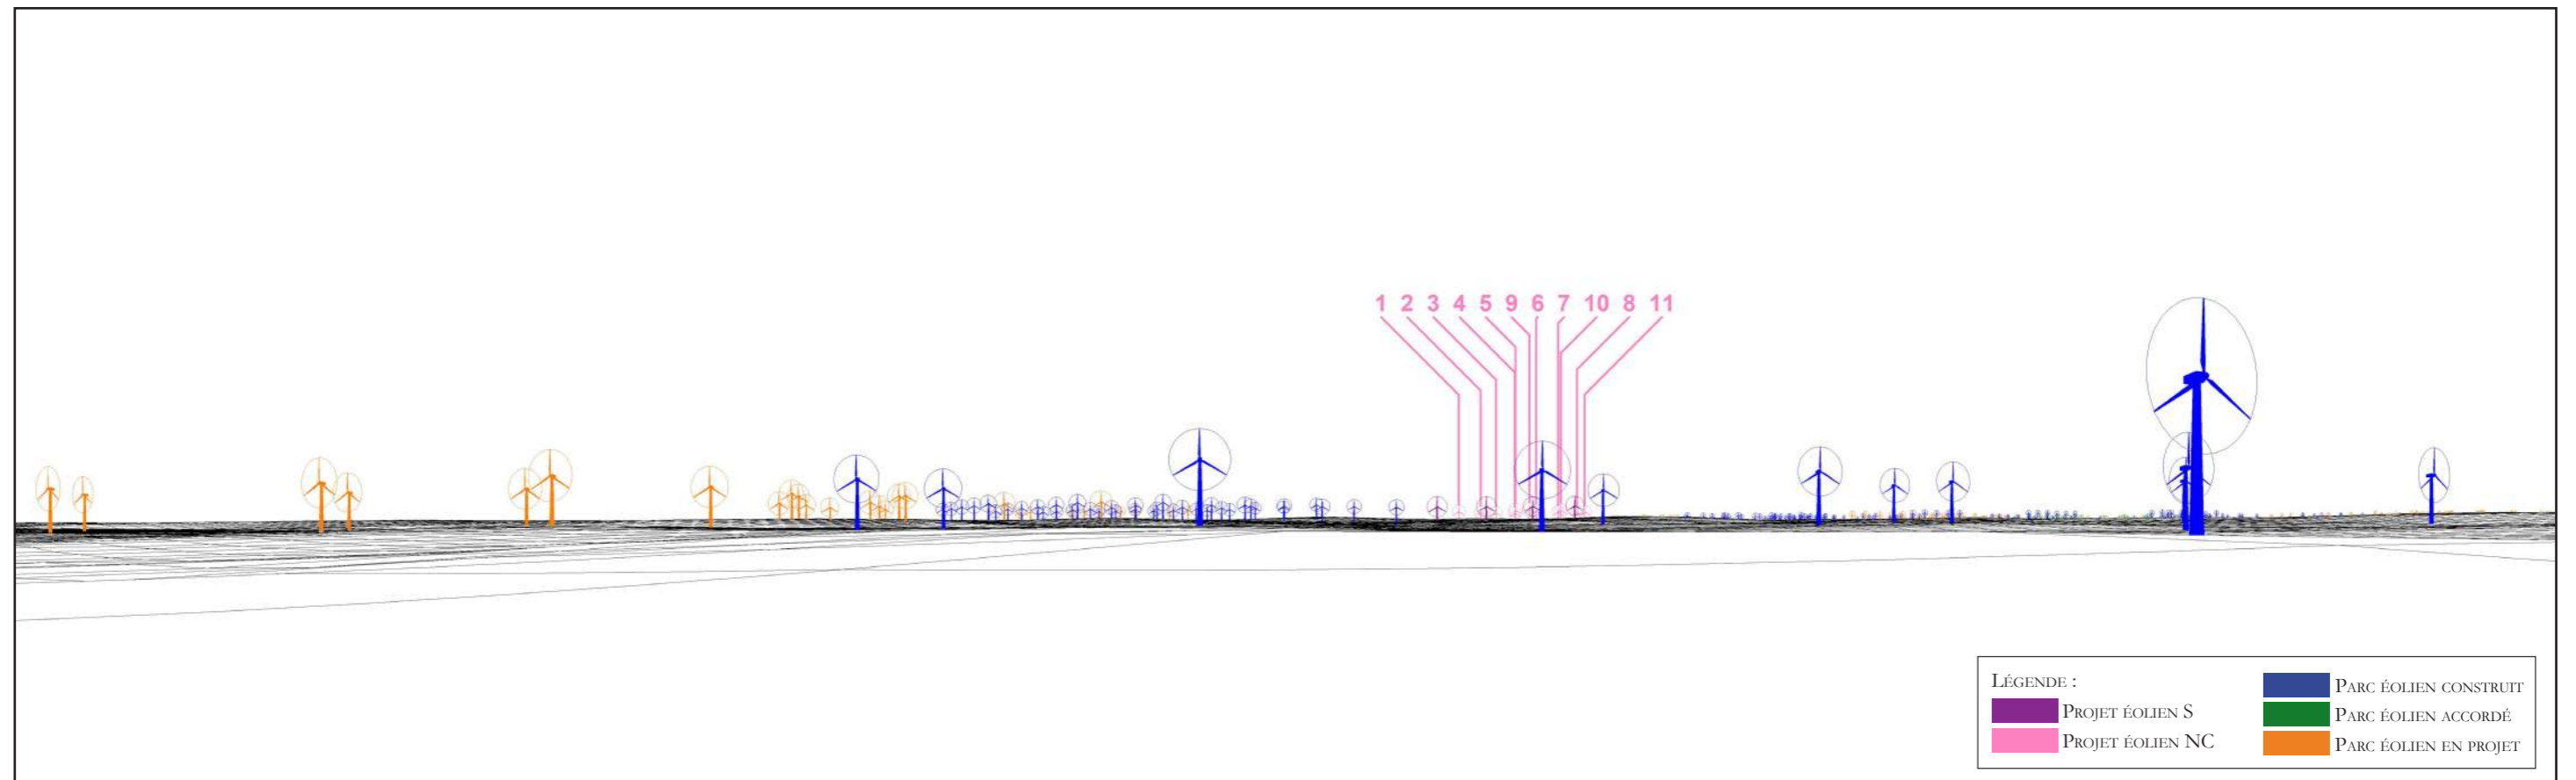 1 2 3 4 5 9 6 7 10 8 11
Légende :
Projet éolien S
Projet éolien NC
Parc éolien construit
Parc éolien accordé
Parc éolien en projet